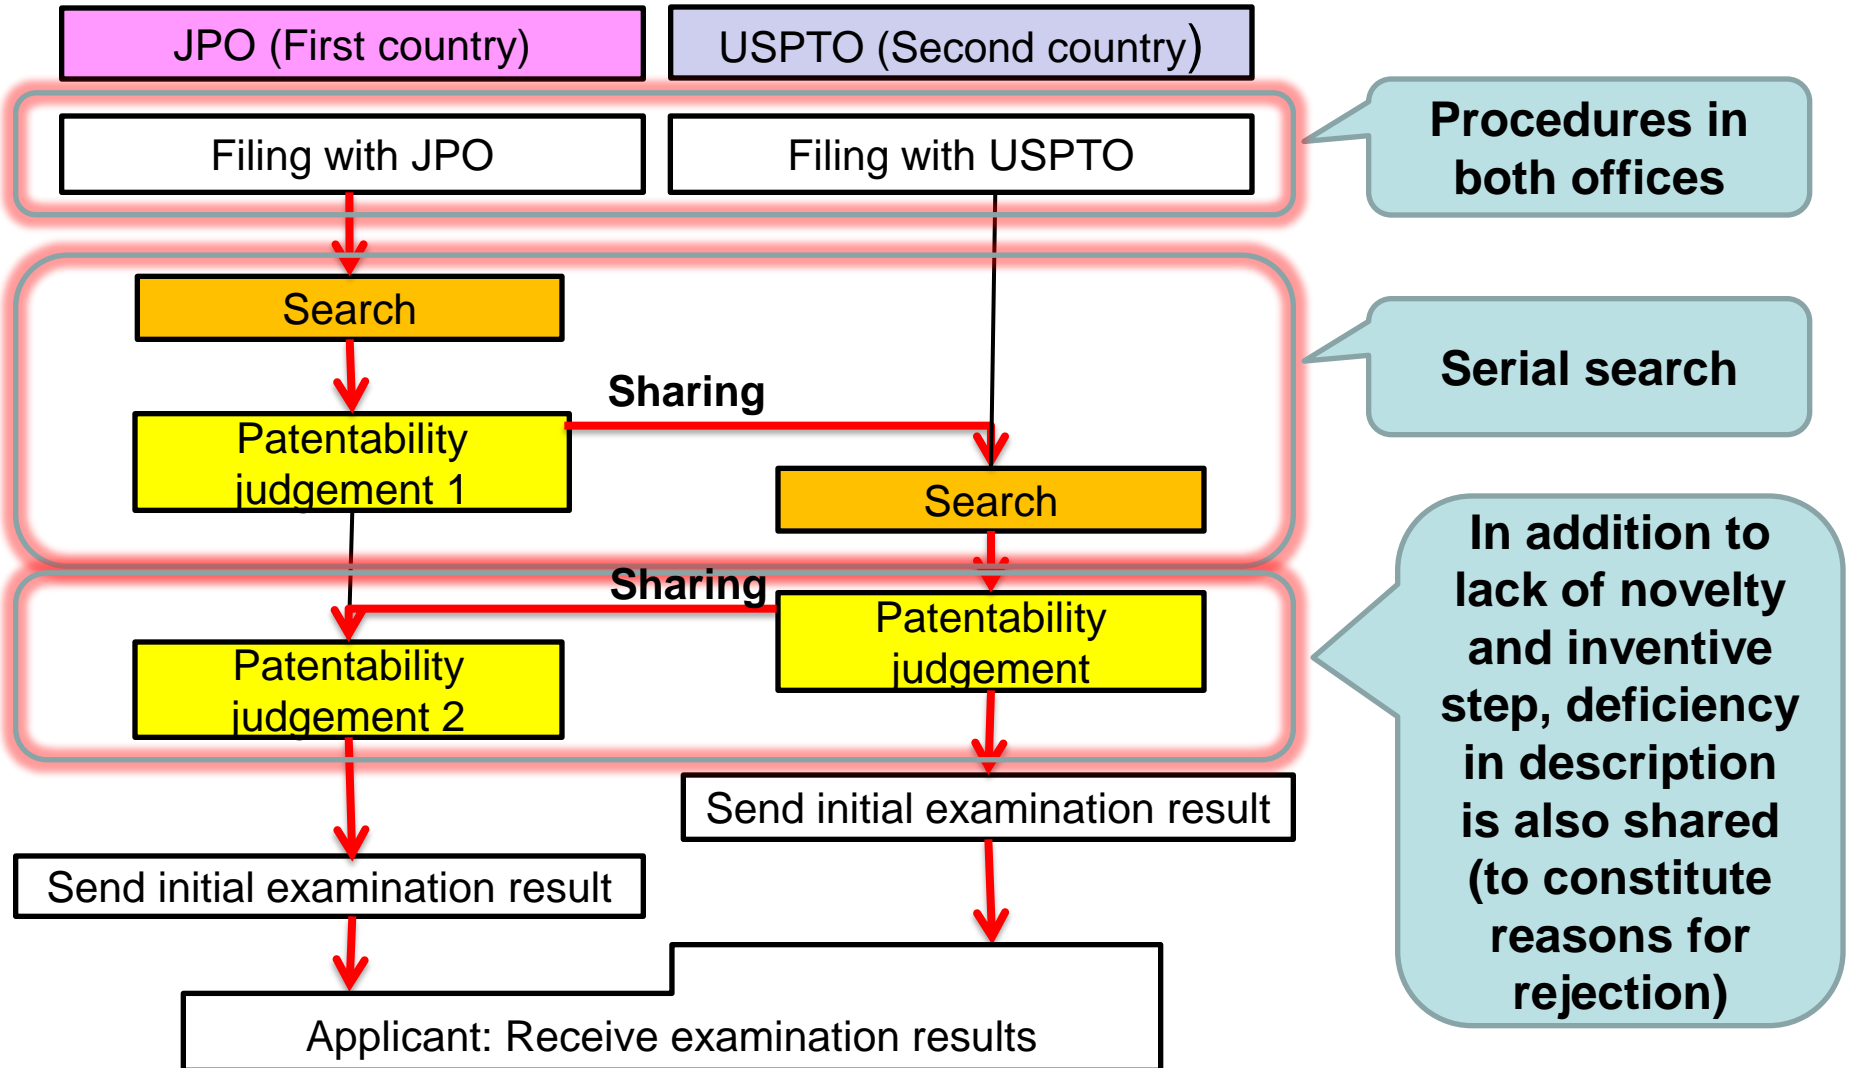 JPO (First country)
USPTO (Second country)
Filing with JPO
Filing with USPTO
Procedures in
both offices
Search
Serial search
Sharing
Patentability
judgement 1
Search
Sharing
Patentability
judgement
Patentability
judgement 2
In addition to
lack of novelty
and inventive
step, deficiency
in description
is also shared
(to constitute
reasons for
rejection)
Send initial examination result
Send initial examination result
Applicant: Receive examination results